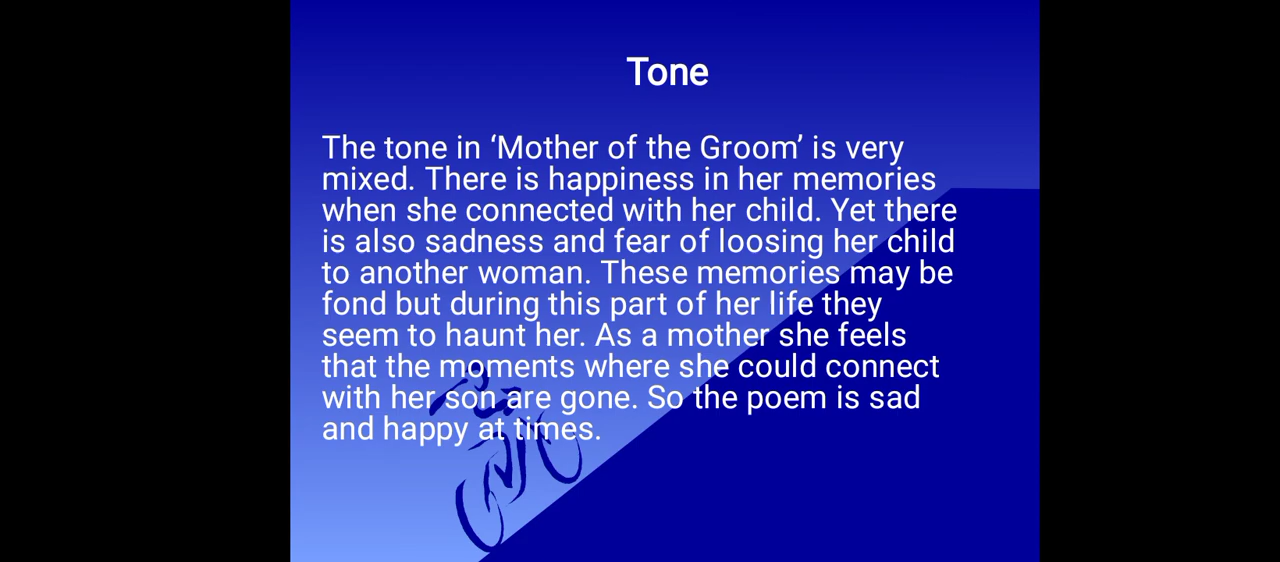 Tone
The tone in ‘Mother of the Groom’ is very
mixed. There is happiness in her memories
when she connected with her child. Yet there
is also sadness and fear of loosing her child
to another woman. These memories may be
fond but during this part of her life they
seem to haunt her. As a mother she feels
that the moments where she could connect
with her son are gone. So the poem is sad
and happy at times.